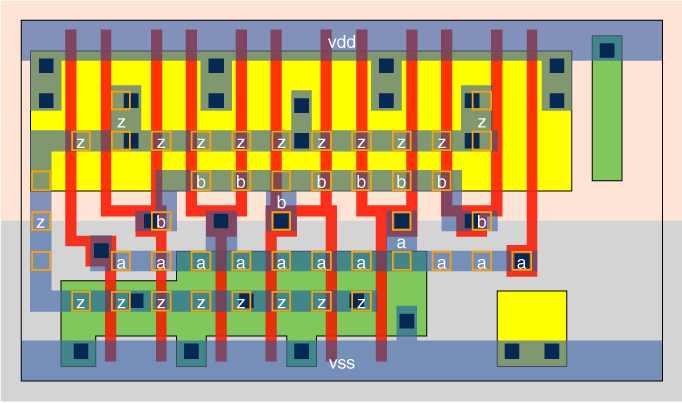 vdd
z z
z z z z z z z z z z
b b b b b b b
b
z b b
a
a a a a a a a a a a a
z z z z z z z z
vss